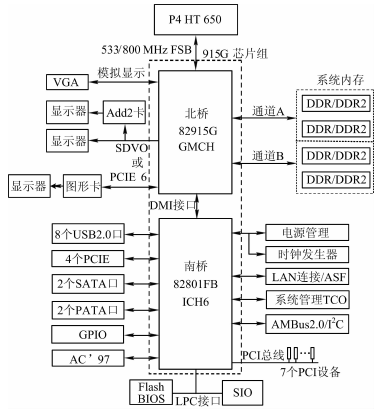 P4 HT 650
533/800 MHz FSB
915G 芯片组
模拟显示
VGA
显示器
Add2卡
显示器
SDVO
或
PCIE 6
显示器
图形卡
北桥
82915G
GMCH
通道A
通道B
系统内存
DDR/DDR2
DDR/DDR2
DDR/DDR2
DDR/DDR2
DMI接口
8个USB2.0口
4个PCIE
2个SATA口
2个PATA口
GPIO
AC’97
南桥
82801FB
ICH6
电源管理
时钟发生器
LAN连接/ASF
系统管理TCO
AMBus2.0/I²C
PCI总线
7个PCI设备
Flash
BIOS
LPC接口
SIO